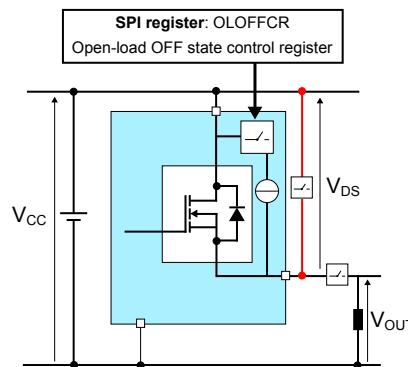 SPI register: OLOFFCR
Open-load OFF state control register
VCC
VDS
VOUT